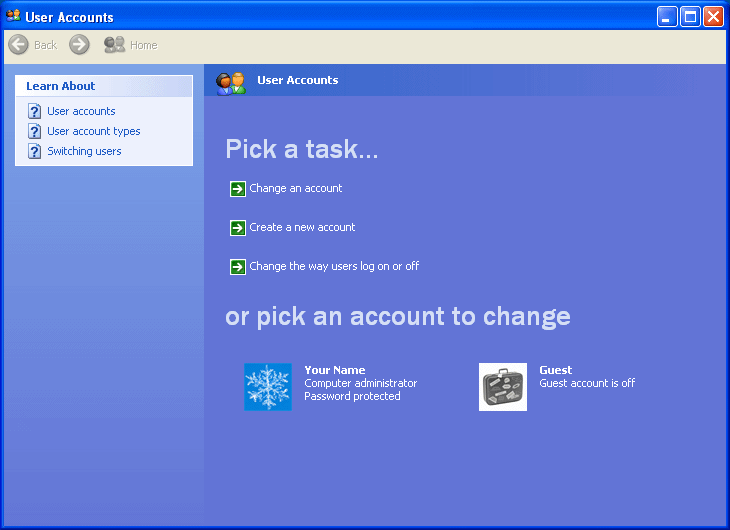 User Accounts
Back
Home
Learn About
User accounts
User account types
Switching users
User Accounts
Pick a task...
Change an account
Create a new account
Change the way users log on or off
or pick an account to change
Your Name
Computer administrator
Password protected
Guest
Guest account is off